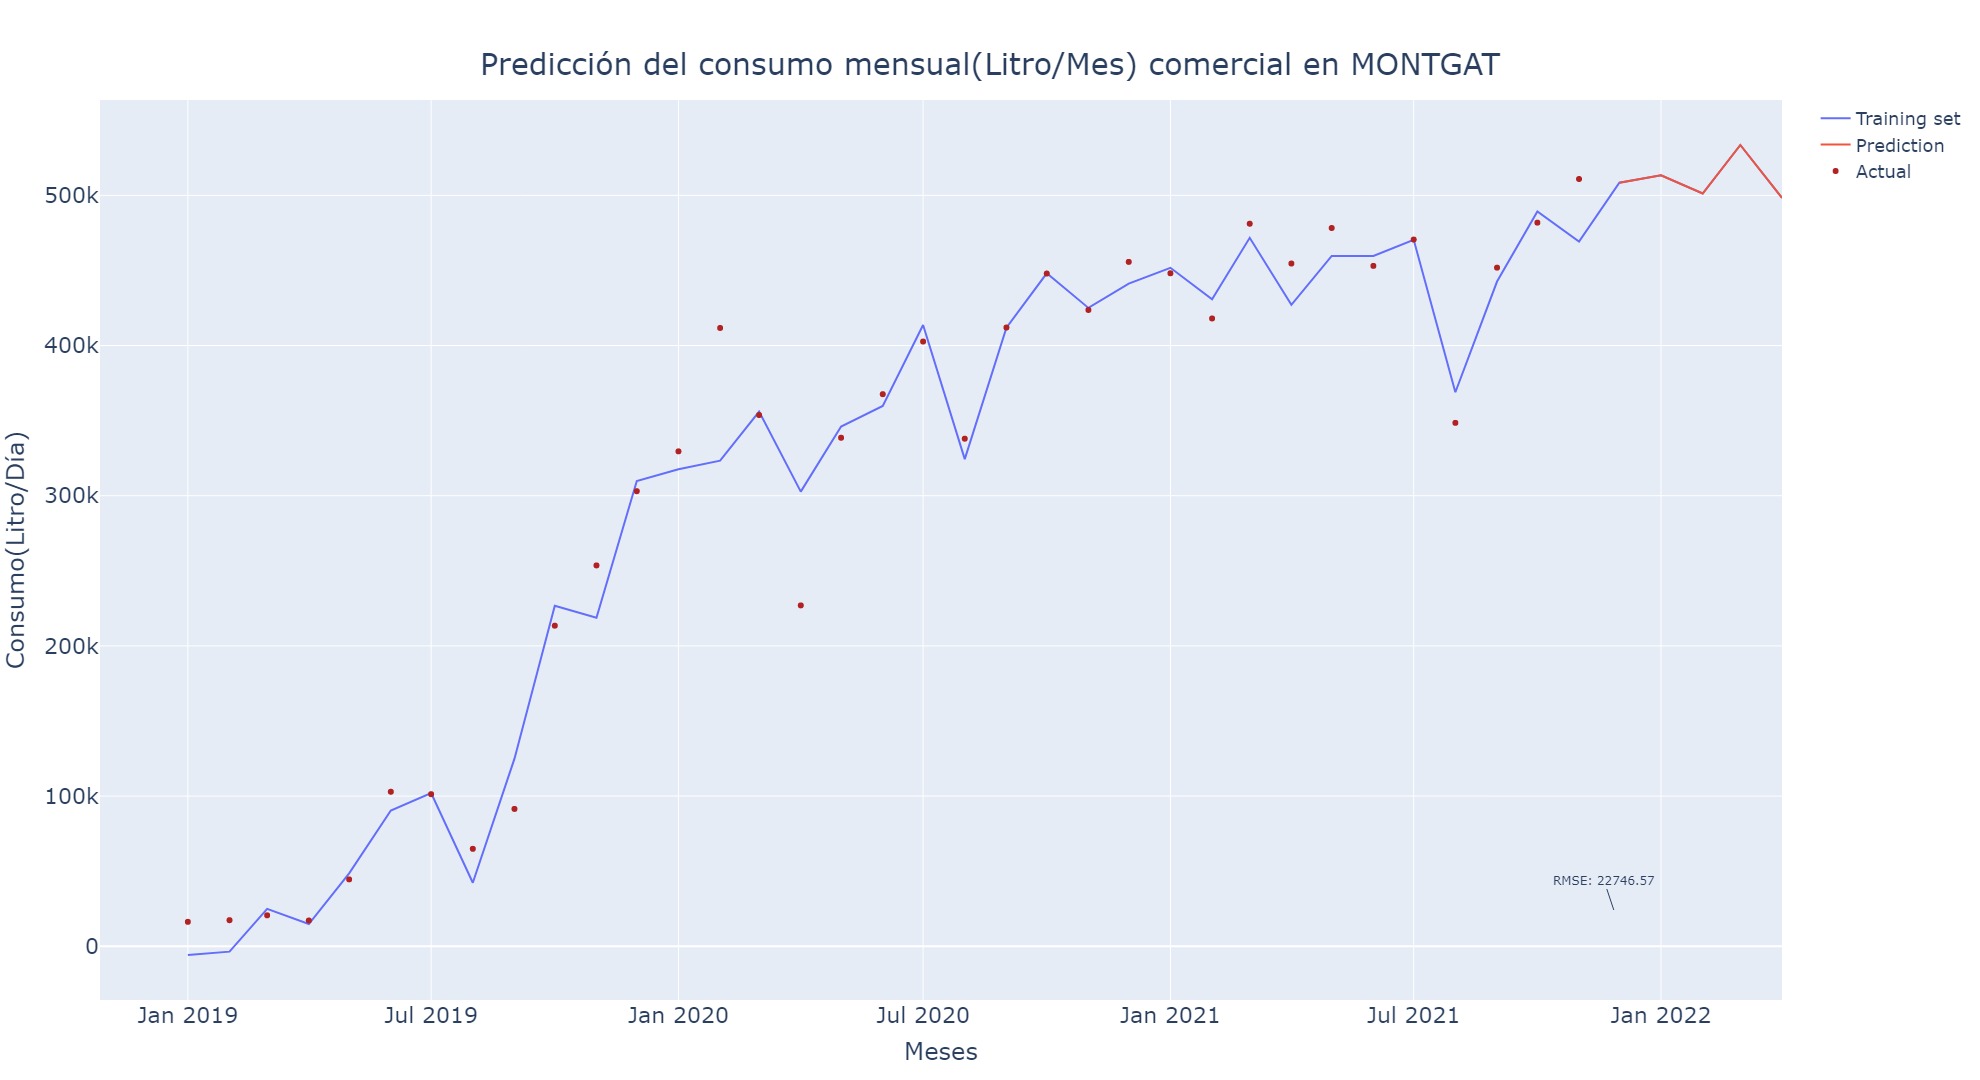 Predicción del consumo mensual(Litro/Mes) comercial en MONTGAT
Training set
Prediction
Actual
Consumo(Litro/Día)
500k
400k
300k
200k
100k
0
RMSE: 22746.57
Jan 2019
Jul 2019
Jan 2020
Jul 2020
Jan 2021
Jul 2021
Jan 2022
Meses